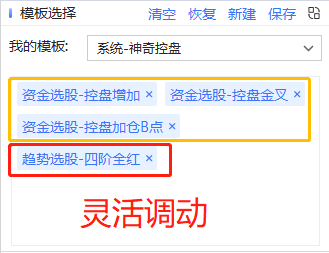 模板选择 清空 恢复 新建 保存
我的模板: 系统-神奇控盘
资金选股-控盘增加 × 资金选股-控盘金叉 ×
资金选股-控盘加仓B点 ×
趋势选股-四阶全红 ×
灵活调动